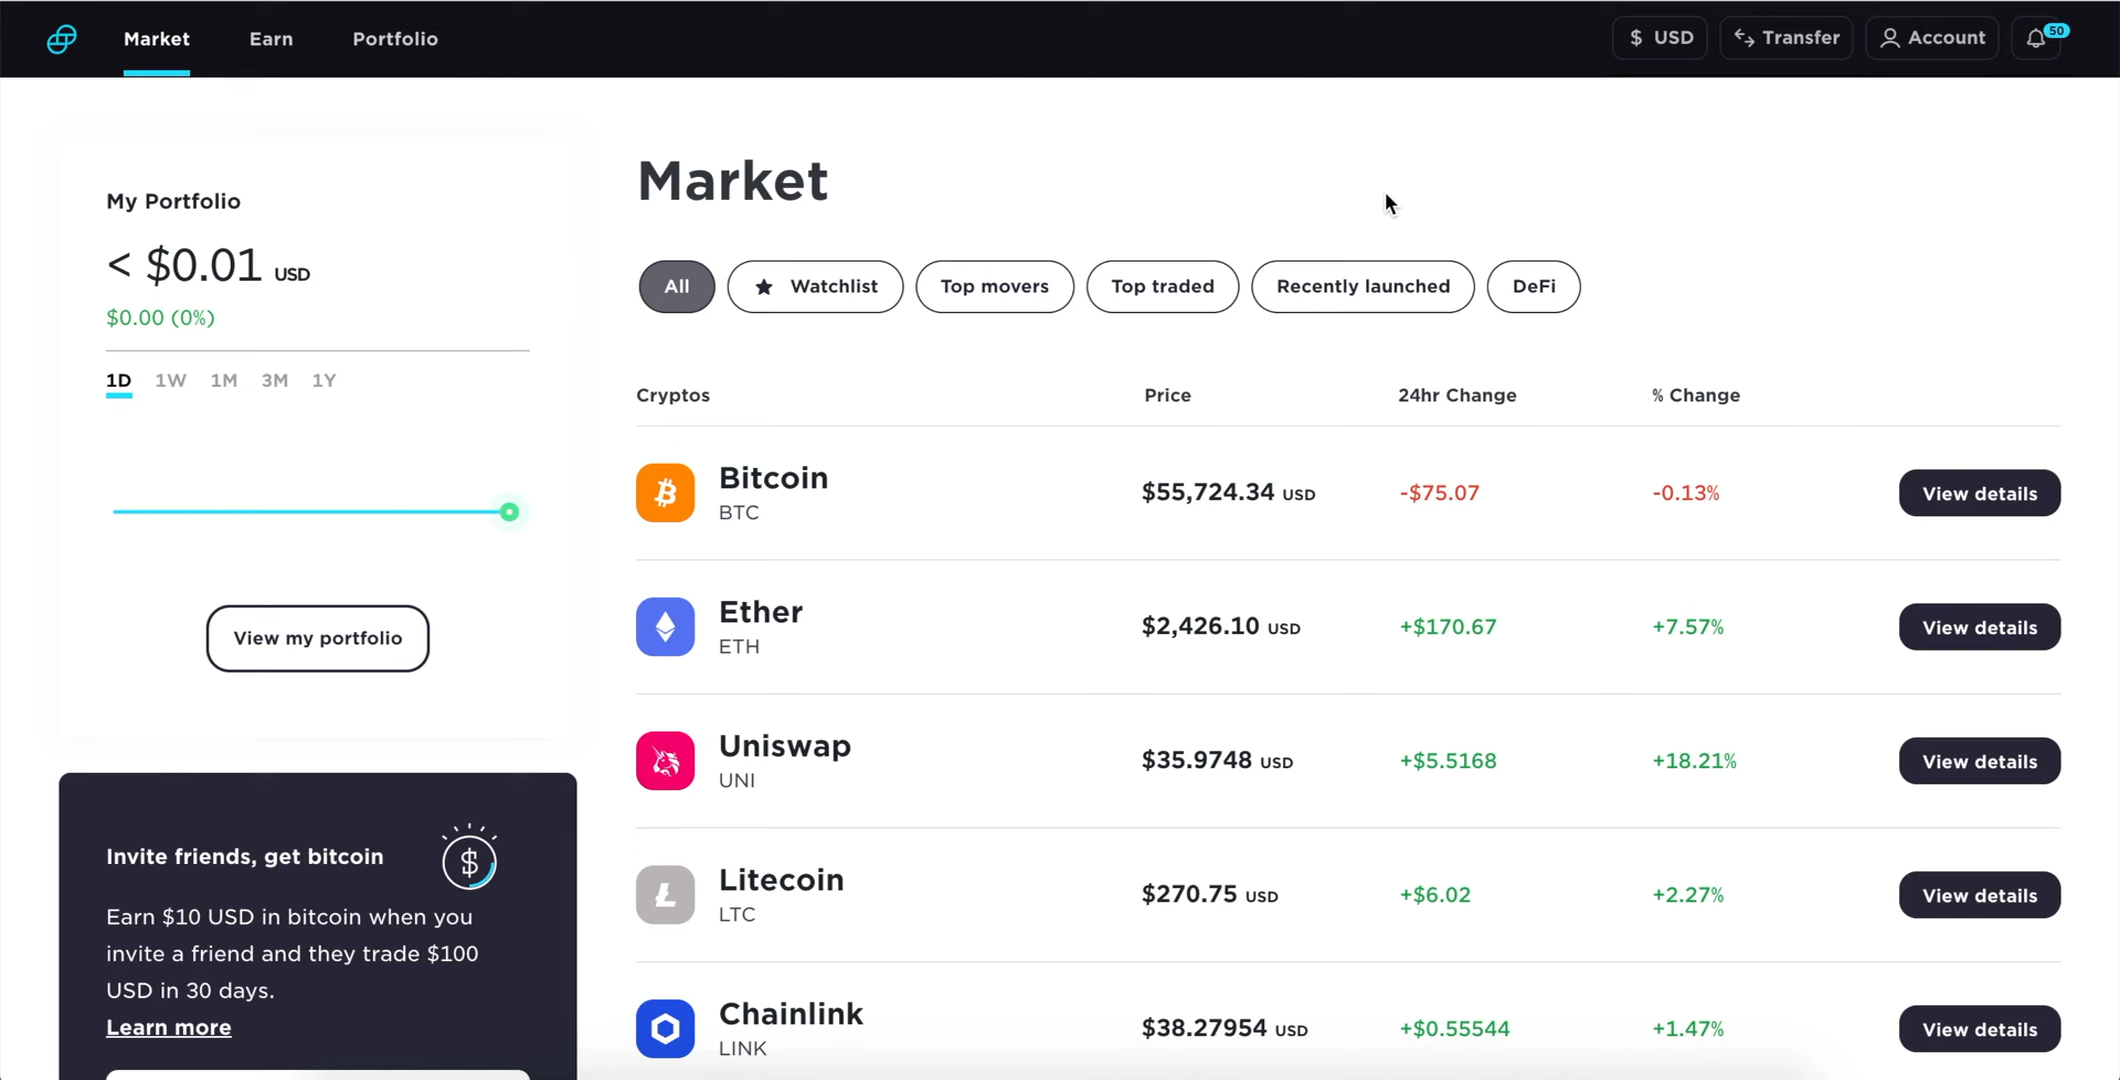 Market Earn Portfolio $ USD Transfer Account 50
My Portfolio
< $0.01 USD
$0.00 (0%)
1D 1W 1M 3M 1Y
View my portfolio
Invite friends, get bitcoin
$
Earn $10 USD in bitcoin when you
invite a friend and they trade $100
USD in 30 days.
Learn more
Market
All Watchlist Top movers Top traded Recently launched DeFi
Cryptos Price 24hr Change % Change
Bitcoin
BTC
$55,724.34 USD -$75.07 -0.13% View details
Ether
ETH
$2,426.10 USD +$170.67 +7.57% View details
Uniswap
UNI
$35.9748 USD +$5.5168 +18.21% View details
Litecoin
LTC
$270.75 USD +$6.02 +2.27% View details
Chainlink
LINK
$38.27954 USD +$0.55544 +1.47% View details